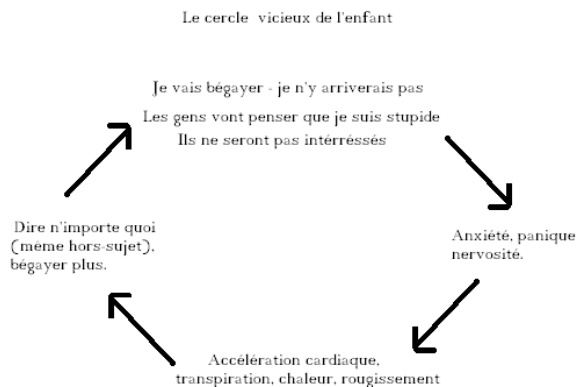 Le cercle vicieux de l'enfant
Je vais bégayer - je n'y arriverais pas
Les gens vont penser que je suis stupide
Ils ne seront pas intérréssés
Anxiété, panique
nervosité.
Accélération cardiaque,
transpiration, chaleur, rougissement
Dire n'importe quoi
(même hors-sujet),
bégayer plus.